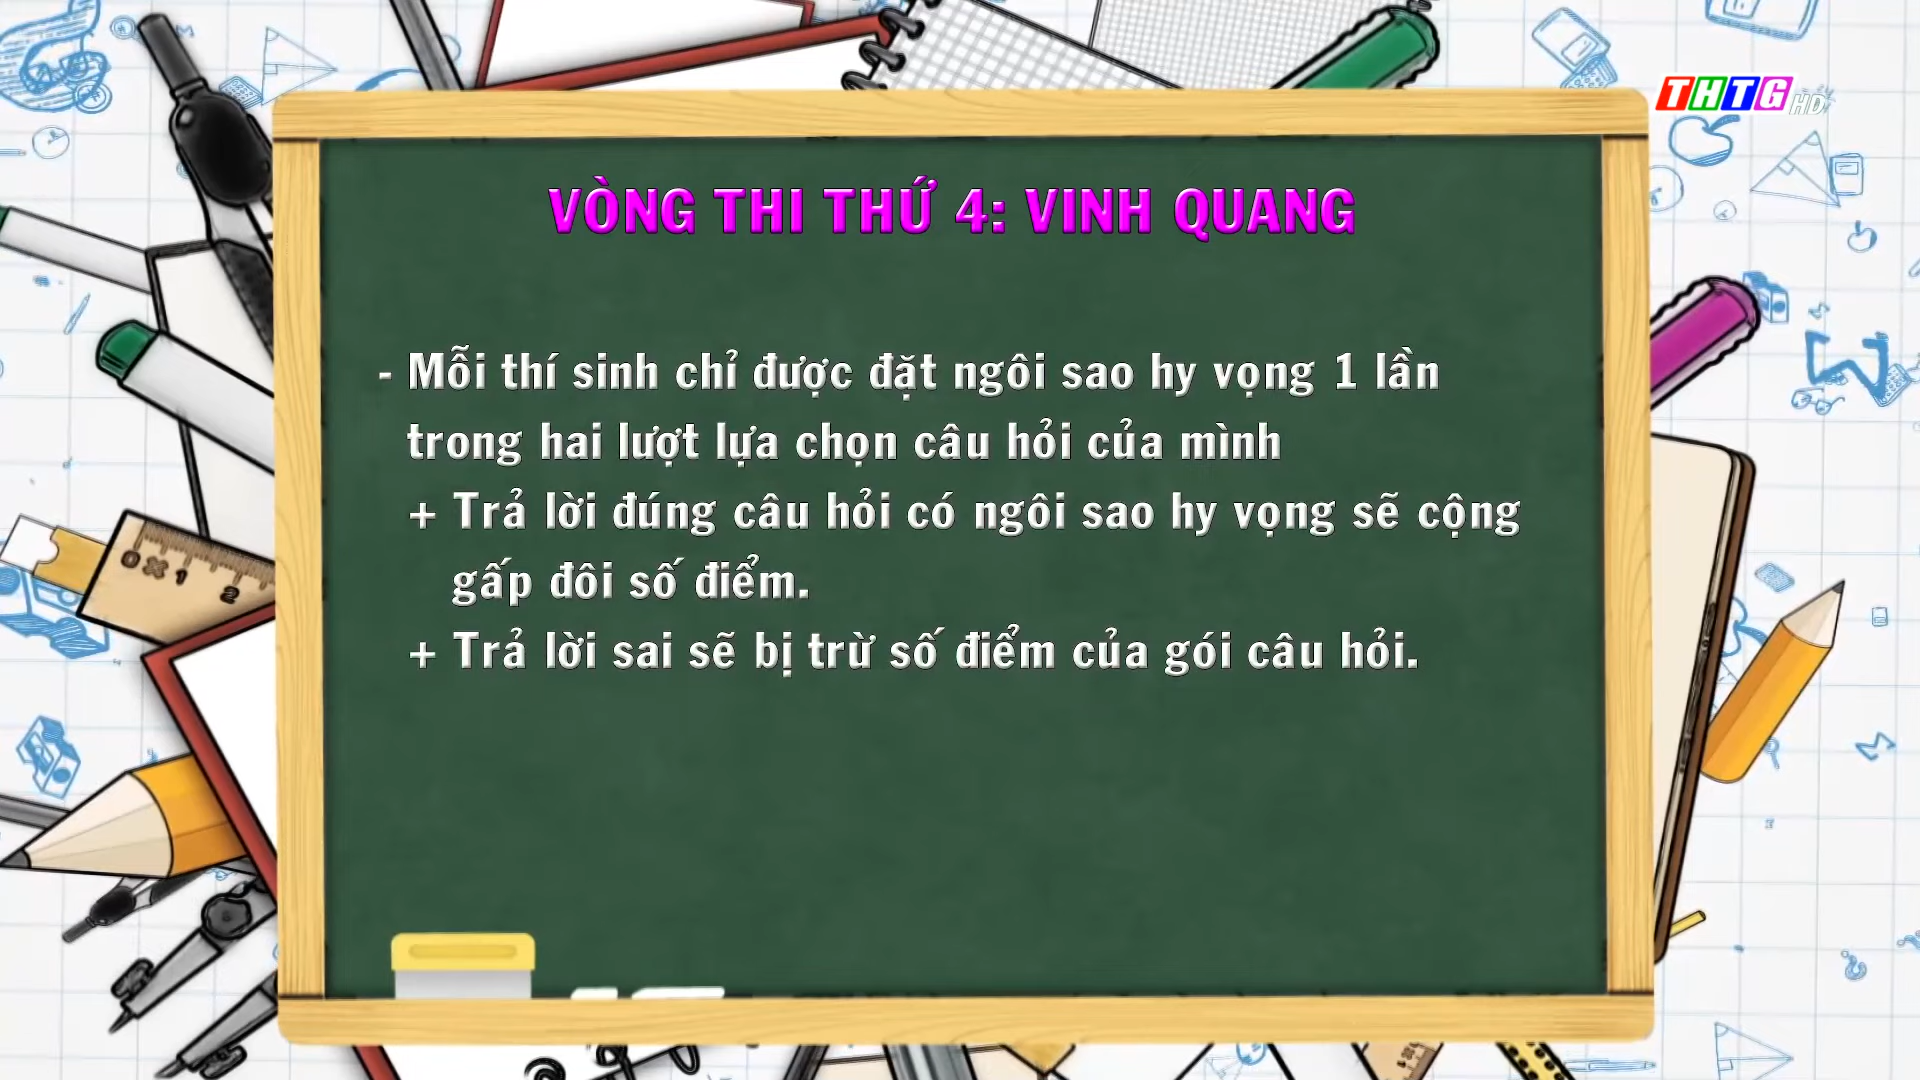 THTG HD
VÒNG THI THỨ 4: VINH QUANG
- Mỗi thí sinh chỉ được đặt ngôi sao hy vọng 1 lần
trong hai lượt lựa chọn câu hỏi của mình
+ Trả lời đúng câu hỏi có ngôi sao hy vọng sẽ cộng
gấp đôi số điểm.
+ Trả lời sai sẽ bị trừ số điểm của gói câu hỏi.
0 1 2